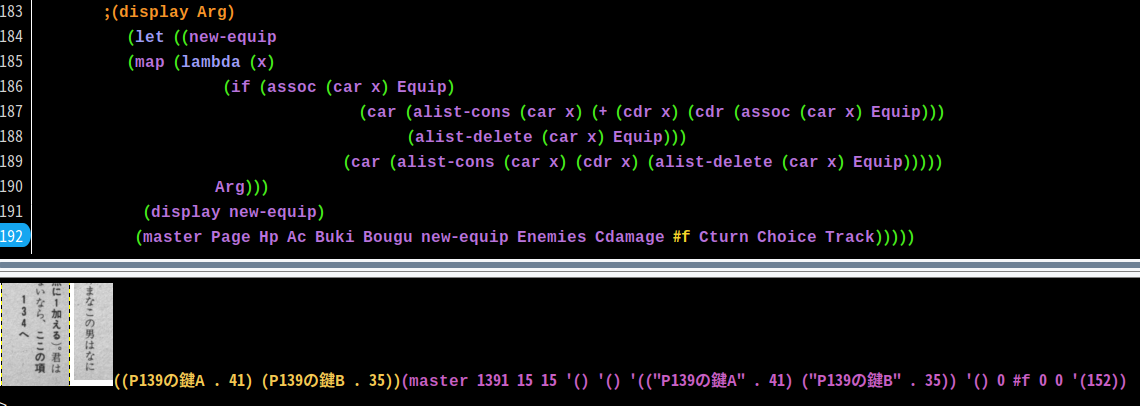 183 ;(display Arg)
184 (let ((new-equip
185 (map (lambda (x)
186 (if (assoc (car x) Equip)
187 (car (alist-cons (car x) (+ (cdr x) (cdr (assoc (car x) Equip)))
188 (alist-delete (car x) Equip)))
189 (car (alist-cons (car x) (cdr x) (alist-delete (car x) Equip)))))
190 Arg)))
191 (display new-equip)
192 (master Page Hp Ac Buki Bougu new-equip Enemies Cdamage #f Cturn Choice Track)))))
まなこの男はなに
点に1加える)。君は
いなら、ここの項
134へ
((P139の鍵A . 41) (P139の鍵B . 35))(master 1391 15 15 '() '() '(("P139の鍵A" . 41) ("P139の鍵B" . 35)) '() 0 #f 0 0 '(152))
>